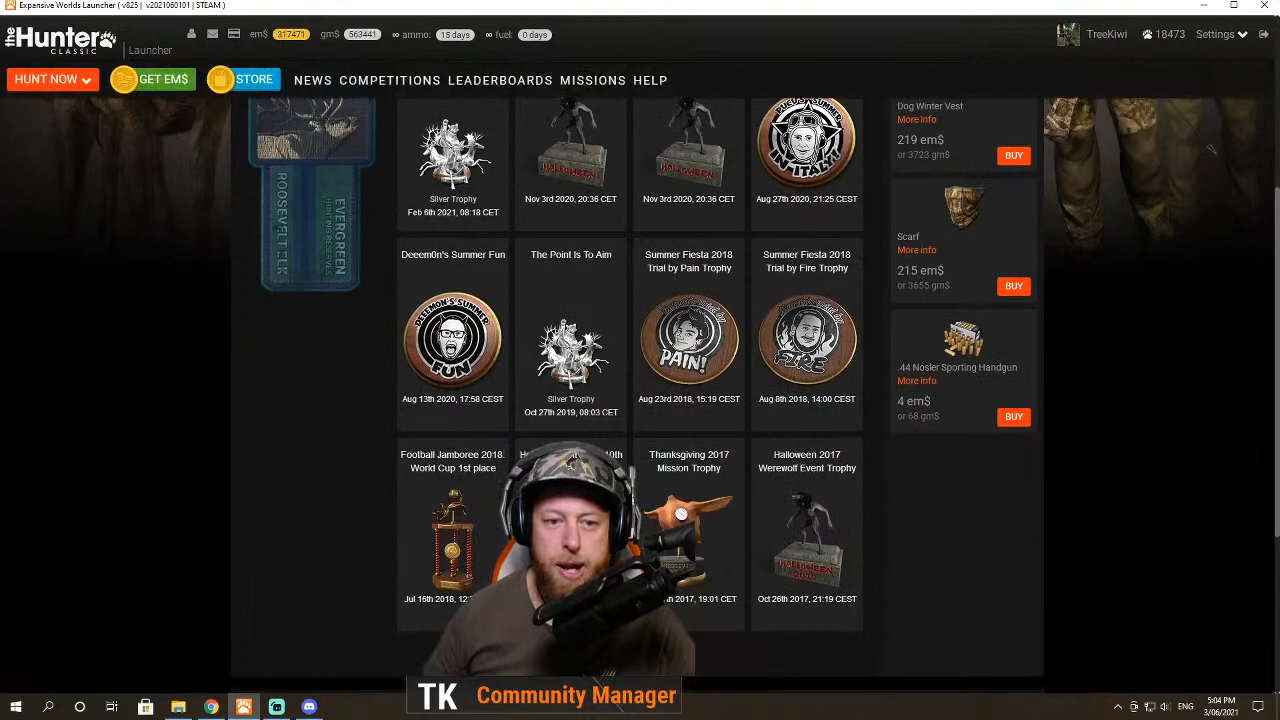 Expansive Worlds Launcher ( v825 | v2021060101 | STEAM )
theHunter
CLASSIC
Launcher
em$ 317471 gm$ 563441 ∞ ammo: 15 days ∞ fuel: 0 days
TreeKiwi 18473 Settings
HUNT NOW GET EM$ STORE NEWS COMPETITIONS LEADERBOARDS MISSIONS HELP
ROOSEVELT ELK
EVERGREEN
HUNTING RESERVES
Silver Trophy
Feb 6th 2021, 08:18 CET
HALLOWEEN
Nov 3rd 2020, 20:36 CET
HALLOWEEN
Nov 3rd 2020, 20:36 CET
ITALY
Aug 27th 2020, 21:25 CEST
Deeem0n's Summer Fun
DEEEMON'S SUMMER
FUN
Aug 13th 2020, 17:58 CEST
The Point Is To Aim
Silver Trophy
Oct 27th 2019, 08:03 CET
Summer Fiesta 2018
Trial by Pain Trophy
PAIN!
Aug 23rd 2018, 15:19 CEST
Summer Fiesta 2018
Trial by Fire Trophy
FIRE
Aug 8th 2018, 14:00 CEST
Football Jamboree 2018:
World Cup 1st place
Jul 16th 2018,
10th
Thanksgiving 2017
Mission Trophy
2017, 19:01 CET
Halloween 2017
Werewolf Event Trophy
HALLOWEEN
Oct 26th 2017, 21:19 CEST
Dog Winter Vest
More info
219 em$
or 3723 gm$
BUY
Scarf
More info
215 em$
or 3655 gm$
BUY
.44 Nosler Sporting Handgun
More info
4 em$
or 68 gm$
BUY
TK Community Manager
ENG
5:04 PM
3/06/2021